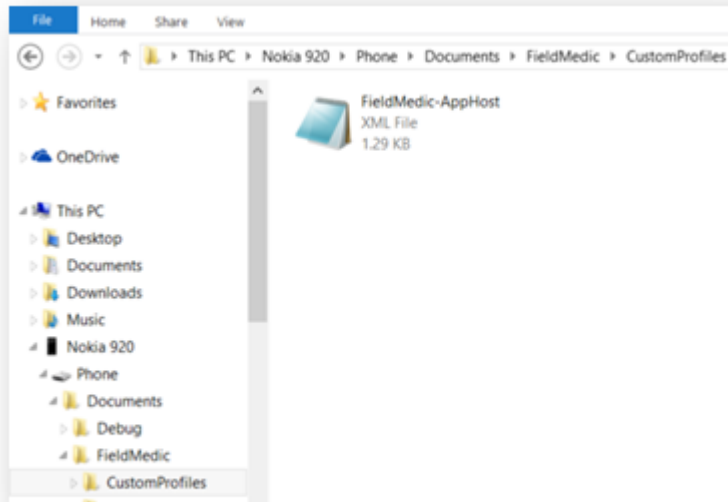 File Home Share View
This PC Nokia 920 Phone Documents FieldMedic CustomProfiles
Favorites
OneDrive
This PC
Desktop
Documents
Downloads
Music
Nokia 920
Phone
Documents
Debug
FieldMedic
CustomProfiles
FieldMedic-AppHost
XML File
1.29 KB